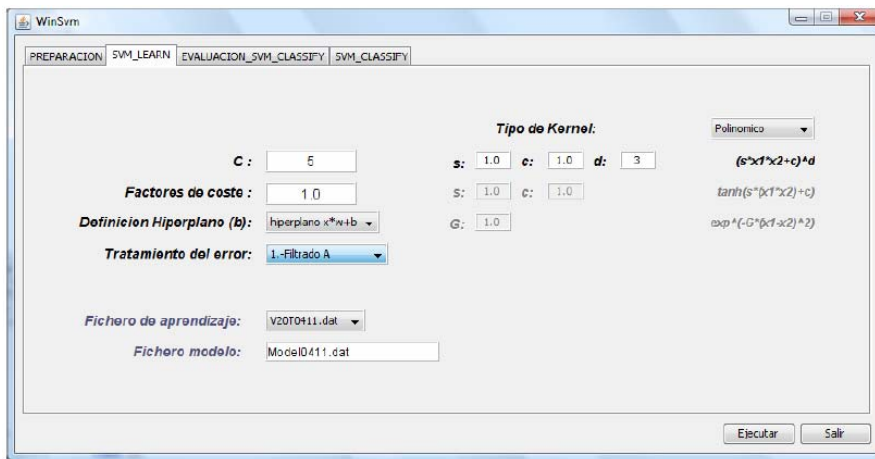 WinSvm
PREPARACION SVM_LEARN EVALUACION_SVM_CLASSIFY SVM_CLASSIFY
Tipo de Kernel: Polinomico
C : 5 s: 1.0 c: 1.0 d: 3 (s*x1*x2+c)^d
Factores de coste : 1.0 s: 1.0 c: 1.0 tanh(s*(x1*x2)+c)
Definicion Hiperplano (b): hiperplano x*w+b G: 1.0 exp^(-G*(x1-x2)^2)
Tratamiento del error: 1.-Filtrado A
Fichero de aprendizaje: V20T0411.dat
Fichero modelo: Model0411.dat
Ejecutar Salir